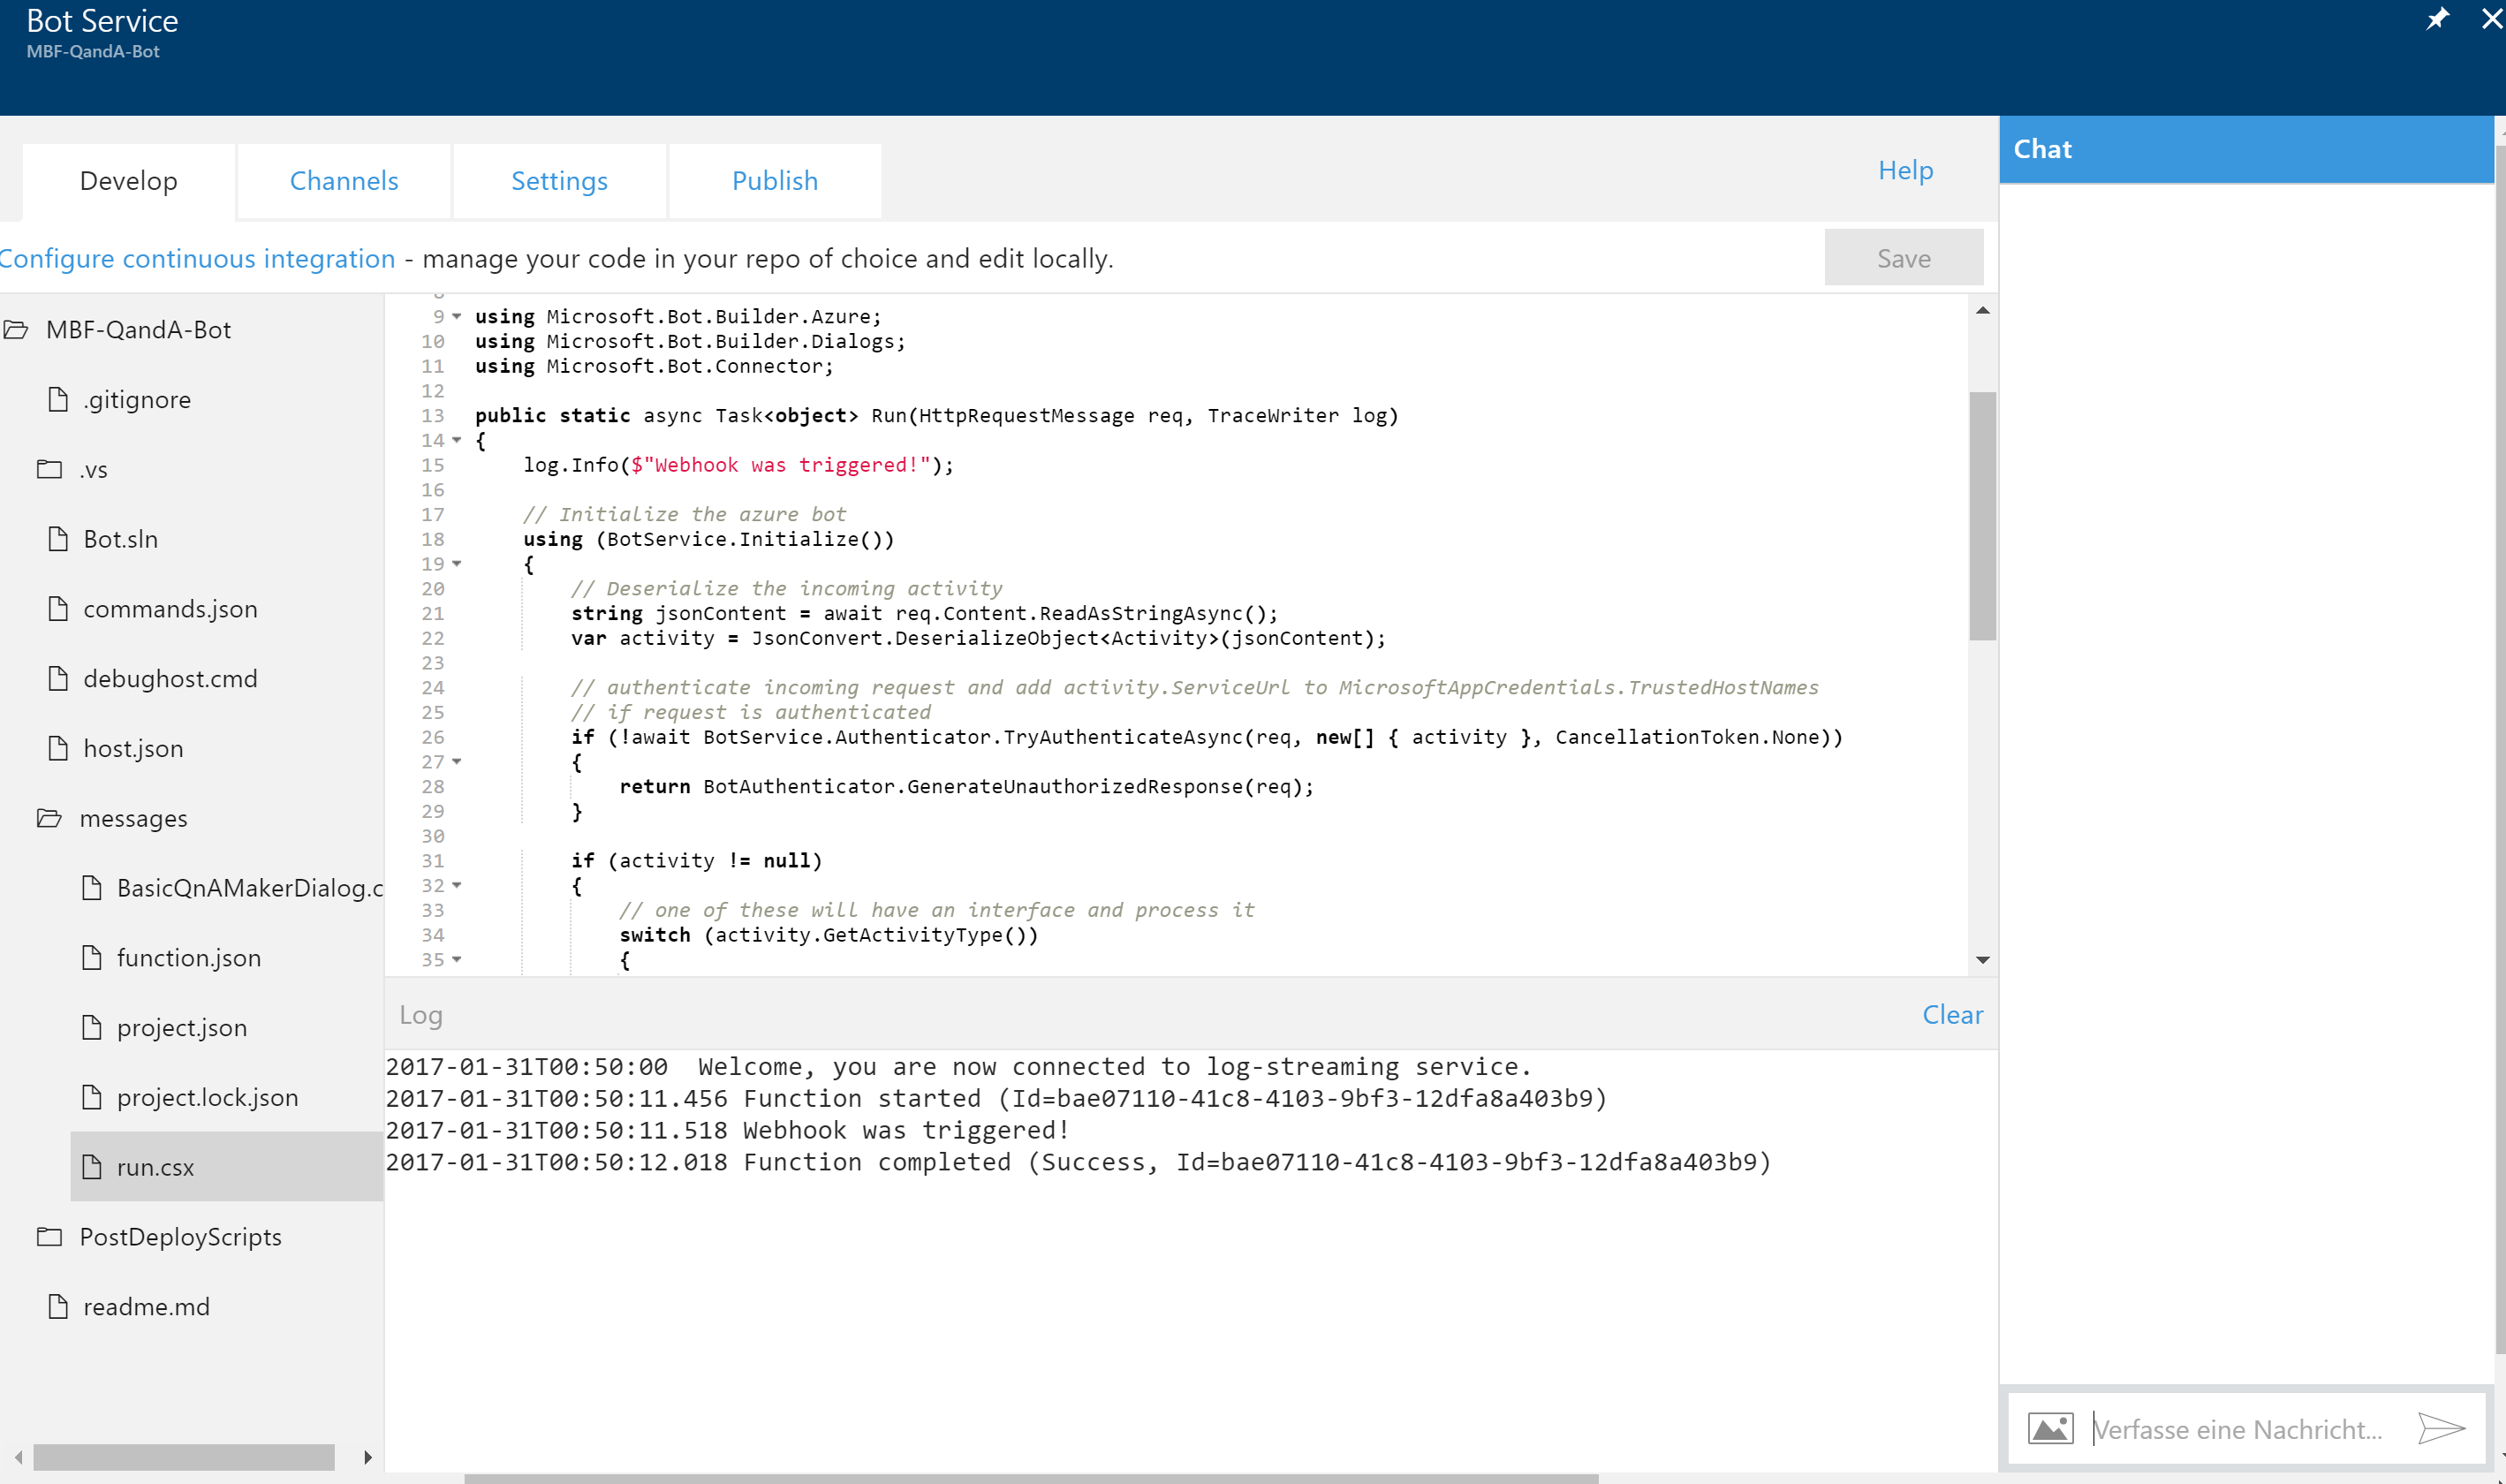 Bot Service
MBF-QandA-Bot
Develop
Channels
Settings
Publish
Help
Configure continuous integration - manage your code in your repo of choice and edit locally.
Save
MBF-QandA-Bot
.gitignore
.vs
Bot.sln
commands.json
debughost.cmd
host.json
messages
BasicQnAMakerDialog.c
function.json
project.json
project.lock.json
run.csx
PostDeployScripts
readme.md
9 using Microsoft.Bot.Builder.Azure;
10 using Microsoft.Bot.Builder.Dialogs;
11 using Microsoft.Bot.Connector;
12
13 public static async Task<object> Run(HttpRequestMessage req, TraceWriter log)
14 {
15     log.Info($"Webhook was triggered!");
16
17     // Initialize the azure bot
18     using (BotService.Initialize())
19     {
20         // Deserialize the incoming activity
21         string jsonContent = await req.Content.ReadAsStringAsync();
22         var activity = JsonConvert.DeserializeObject<Activity>(jsonContent);
23
24         // authenticate incoming request and add activity.ServiceUrl to MicrosoftAppCredentials.TrustedHostNames
25         // if request is authenticated
26         if (!await BotService.Authenticator.TryAuthenticateAsync(req, new[] { activity }, CancellationToken.None))
27         {
28             return BotAuthenticator.GenerateUnauthorizedResponse(req);
29         }
30
31         if (activity != null)
32         {
33             // one of these will have an interface and process it
34             switch (activity.GetActivityType())
35             {
Log
Clear
2017-01-31T00:50:00  Welcome, you are now connected to log-streaming service.
2017-01-31T00:50:11.456 Function started (Id=bae07110-41c8-4103-9bf3-12dfa8a403b9)
2017-01-31T00:50:11.518 Webhook was triggered!
2017-01-31T00:50:12.018 Function completed (Success, Id=bae07110-41c8-4103-9bf3-12dfa8a403b9)
Chat
Verfasse eine Nachricht...